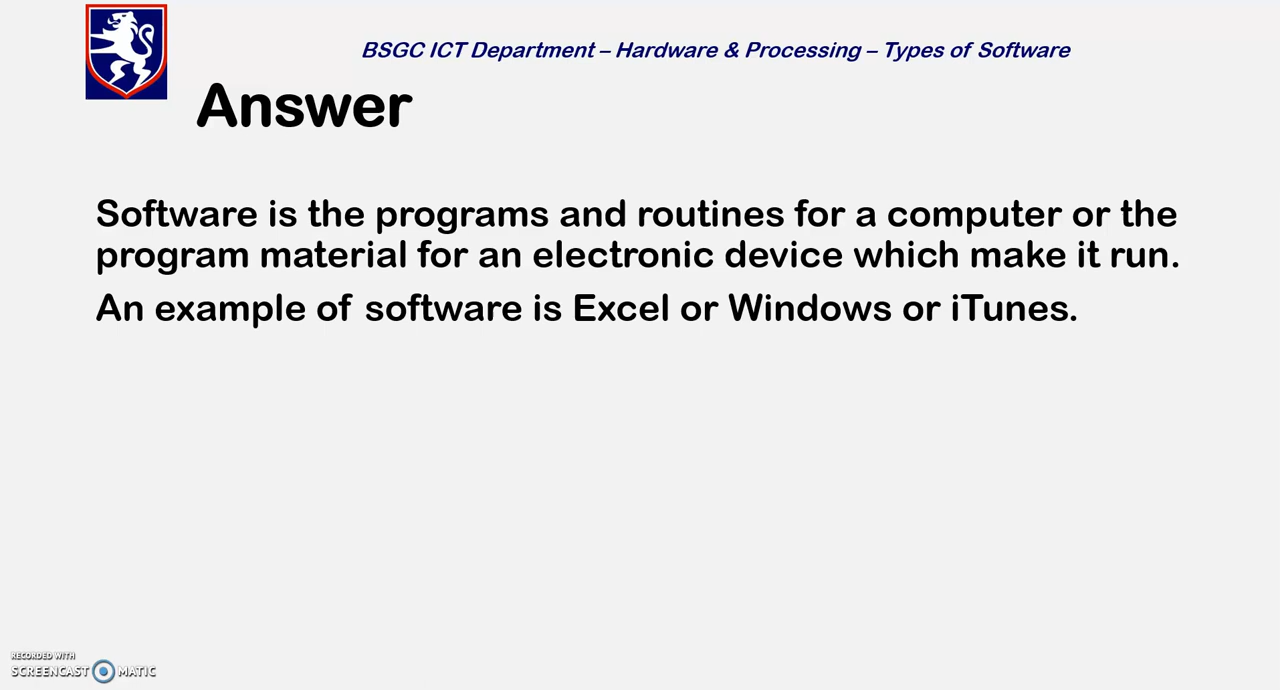 BSGC ICT Department – Hardware & Processing – Types of Software
Answer
Software is the programs and routines for a computer or the
program material for an electronic device which make it run.
An example of software is Excel or Windows or iTunes.
RECORDED WITH
SCREENCAST MATIC